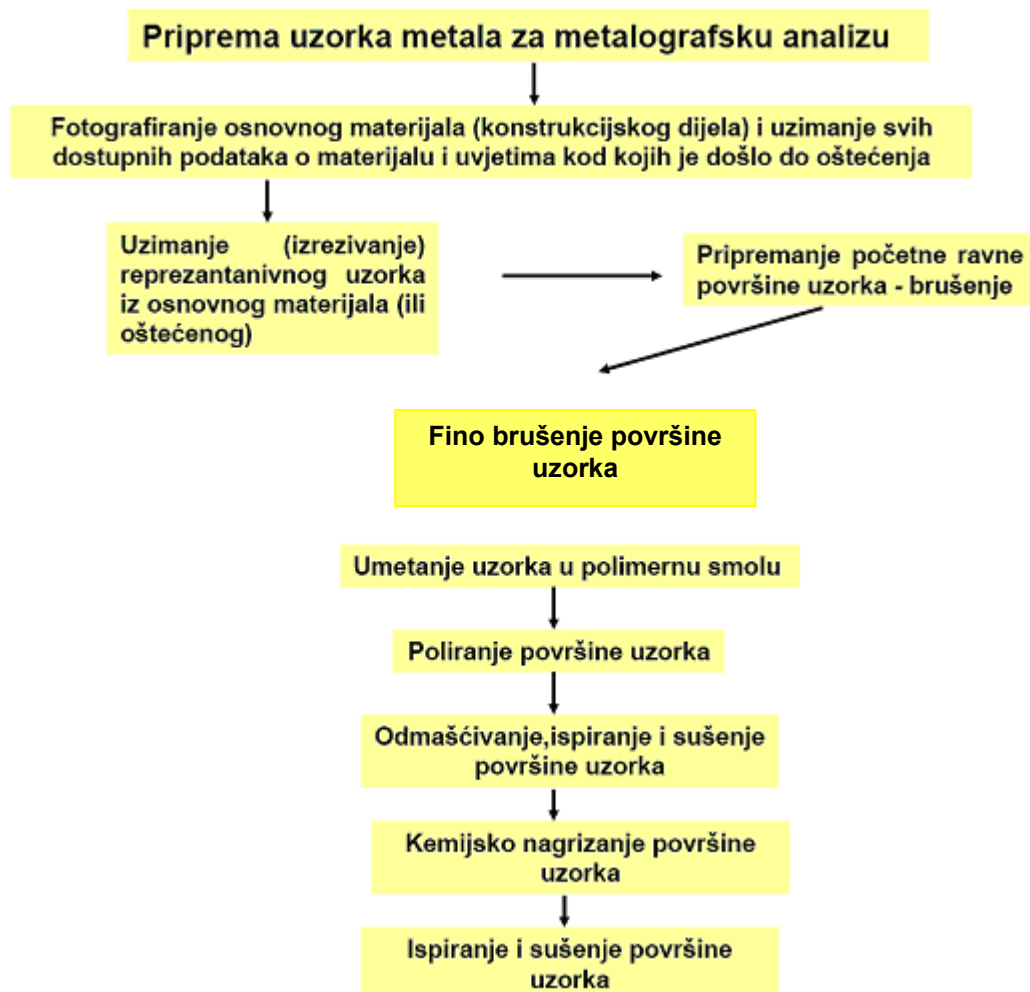 Priprema uzorka metala za metalografsku analizu
Fotografiranje osnovnog materijala (konstrukcijskog dijela) i uzimanje svih
dostupnih podataka o materijalu i uvjetima kod kojih je došlo do oštećenja
Uzimanje (izrezivanje)
reprezantanivnog uzorka
iz osnovnog materijala (ili
oštećenog)
Pripremanje početne ravne
površine uzorka - brušenje
Fino brušenje površine
uzorka
Umetanje uzorka u polimernu smolu
Poliranje površine uzorka
Odmašćivanje,ispiranje i sušenje
površine uzorka
Kemijsko nagrizanje površine
uzorka
Ispiranje i sušenje površine
uzorka